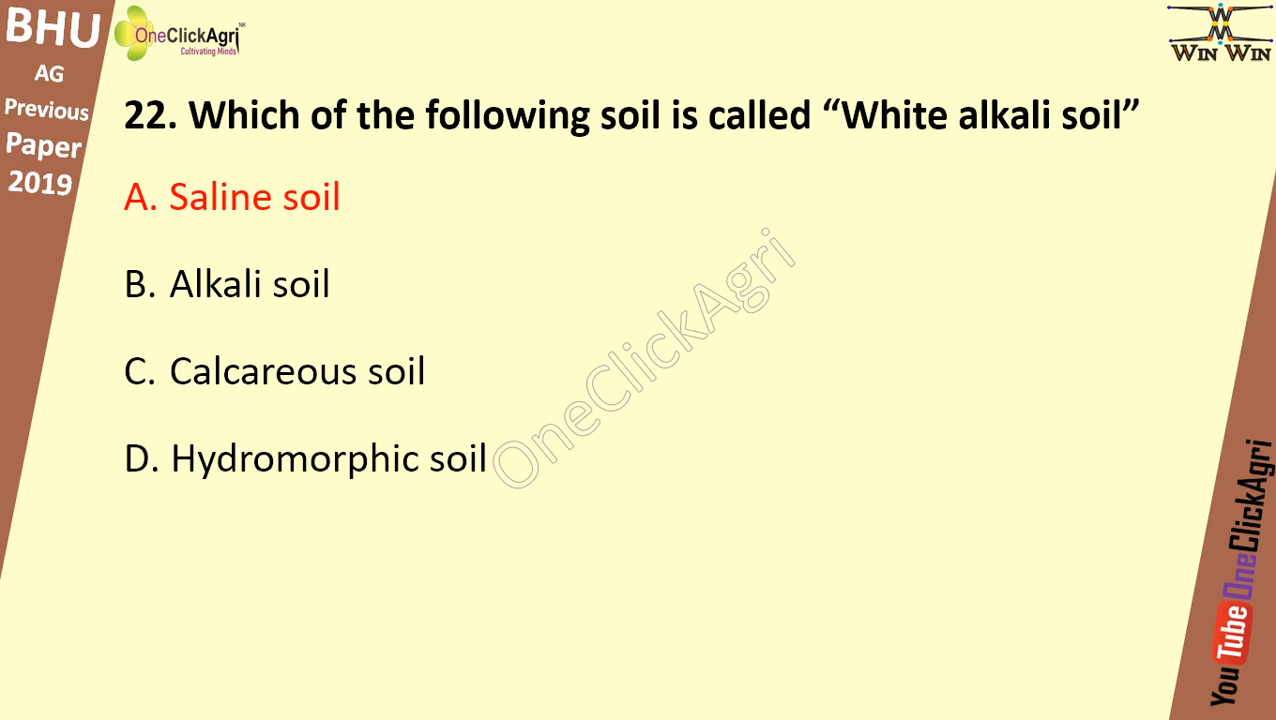 BHU
AG
Previous
Paper
2019
OneClickAgri NK
Cultivating Minds
WIN WIN
22. Which of the following soil is called “White alkali soil”
A. Saline soil
B. Alkali soil
C. Calcareous soil
D. Hydromorphic soil
OneClickAgri
YouTube OneClickAgri